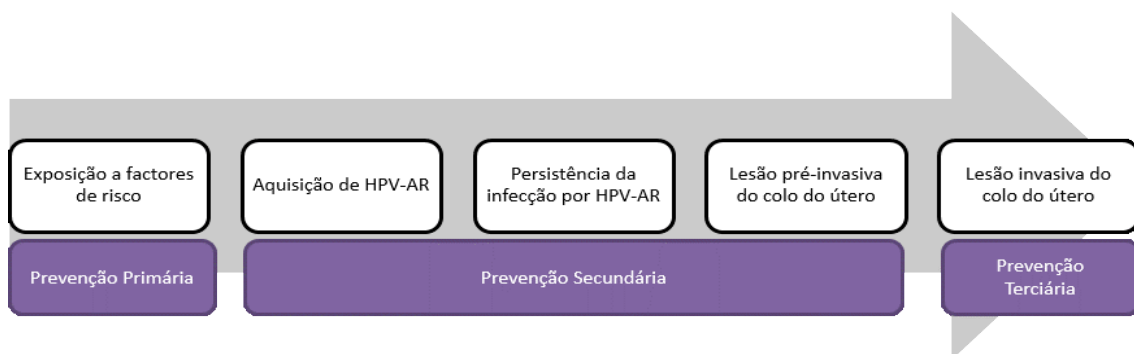 Exposição a factores
de risco
Aquisição de HPV-AR
Persistência da
infecção por HPV-AR
Lesão pré-invasiva
do colo do útero
Lesão invasiva do
colo do útero
Prevenção Primária
Prevenção Secundária
Prevenção
Terciária